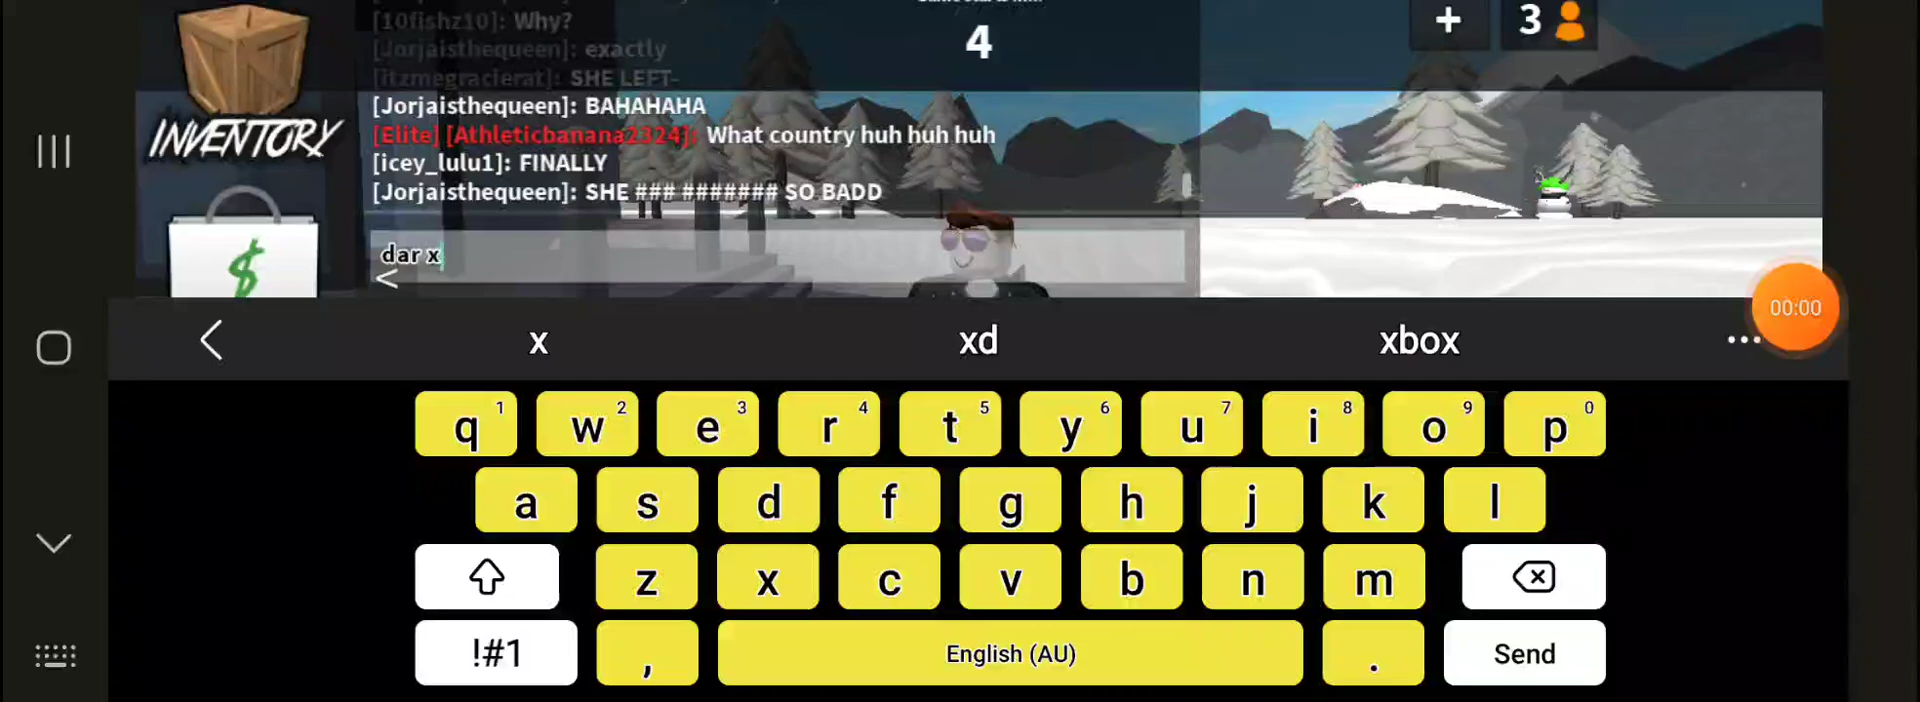 [10fishz10]: Why?
4
+ 3
[Jorjaisthequeen]: exactly
[itzmegracierat]: SHE LEFT-
[Jorjaisthequeen]: BAHAHAHA
[Elite] [Athleticbanana2324]: What country huh huh huh
INVENTORY
[icey_lulu1]: FINALLY
[Jorjaisthequeen]: SHE ### ####### SO BADD
$
dar x
<
00:00
x xd xbox ...
q 1 w 2 e 3 r 4 t 5 y 6 u 7 i 8 o 9 p 0
a s d f g h j k l
z x c v b n m
!#1 , English (AU) . Send